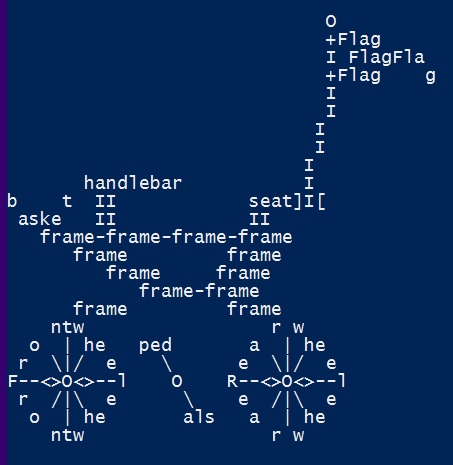 O
                             +Flag
                             I FlagFla
                             +Flag    g
                             I
                             I
                            I
                            I
                           I
       handlebar           I
b    t  II            seat]I[
 aske   II            II
   frame-frame-frame-frame
      frame         frame
         frame     frame
            frame-frame
      frame         frame
    ntw                 r w
  o  | he   ped       a  | he
 r  \|/  e    \      e  \|/  e
F--<>O<>--l    O    R--<>O<>--l
 r  /|\  e      \    e  /|\  e
  o  | he       als   a  | he
    ntw                 r w